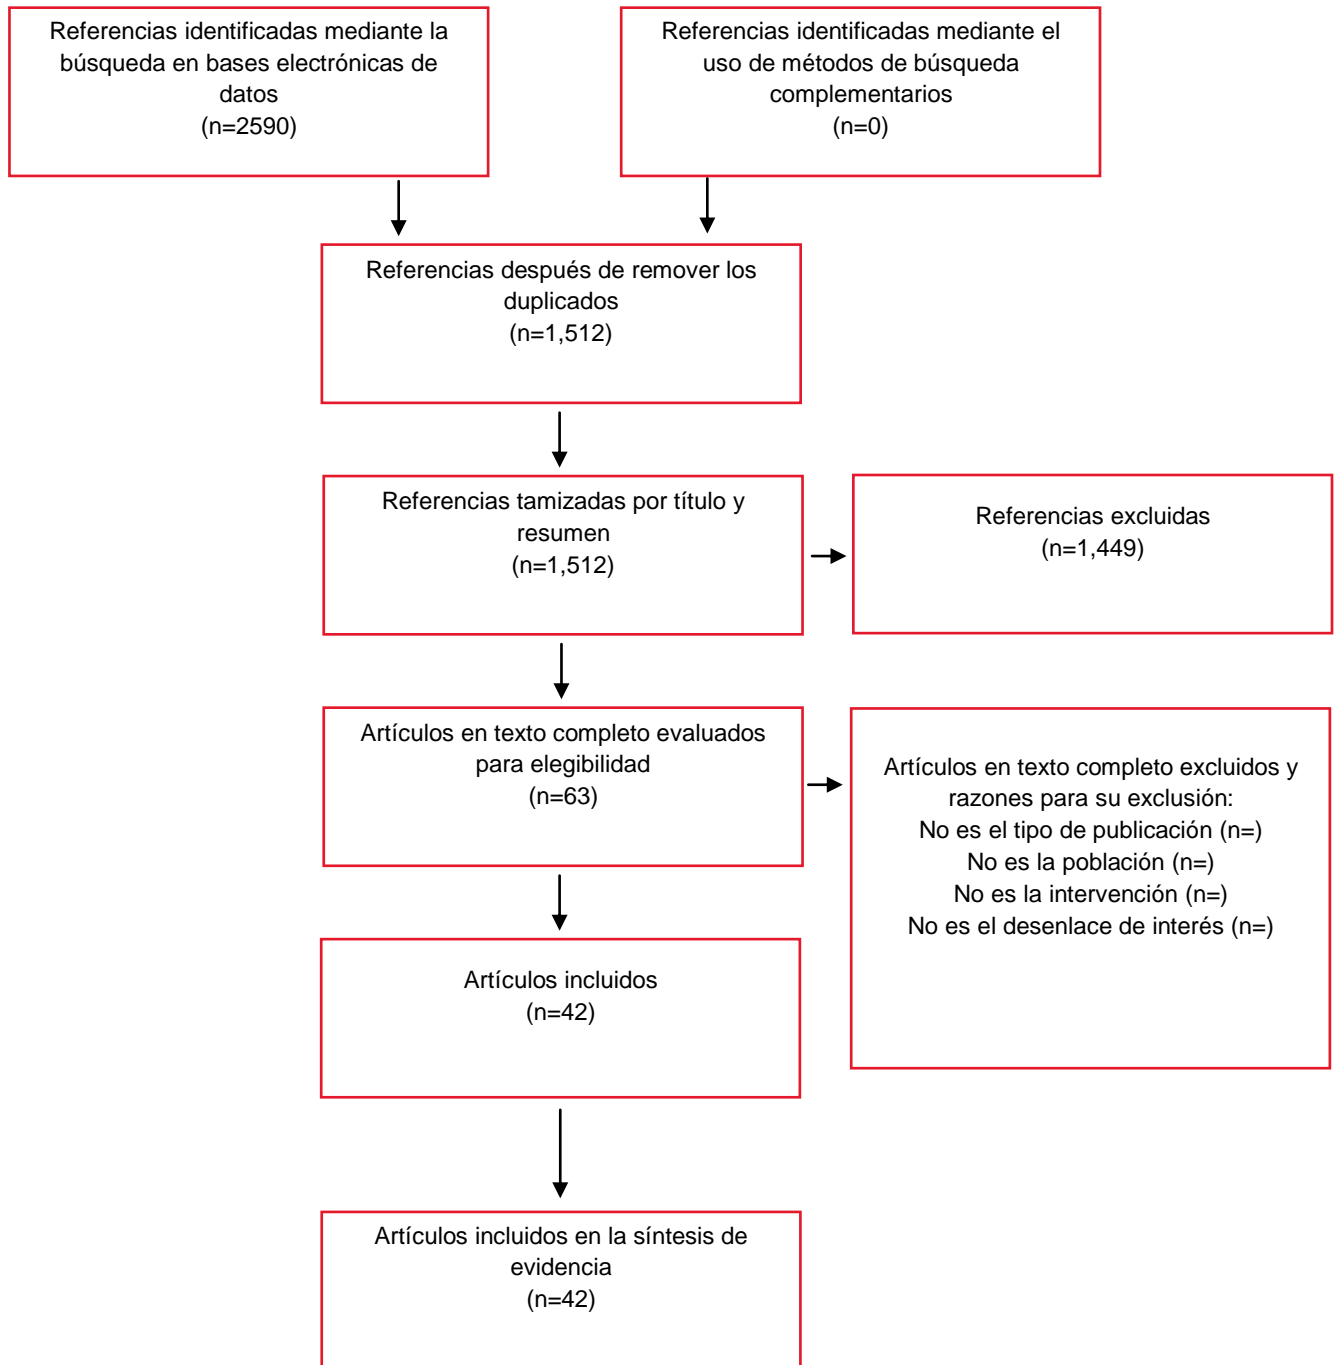 Referencias identificadas mediante la
búsqueda en bases electrónicas de
datos
(n=2590)
Referencias identificadas mediante el
uso de métodos de búsqueda
complementarios
(n=0)
Referencias después de remover los
duplicados
(n=1,512)
Referencias tamizadas por título y
resumen
(n=1,512)
Referencias excluidas
(n=1,449)
Artículos en texto completo evaluados
para elegibilidad
(n=63)
Artículos en texto completo excluidos y
razones para su exclusión:
No es el tipo de publicación (n=)
No es la población (n=)
No es la intervención (n=)
No es el desenlace de interés (n=)
Artículos incluidos
(n=42)
Artículos incluidos en la síntesis de
evidencia
(n=42)